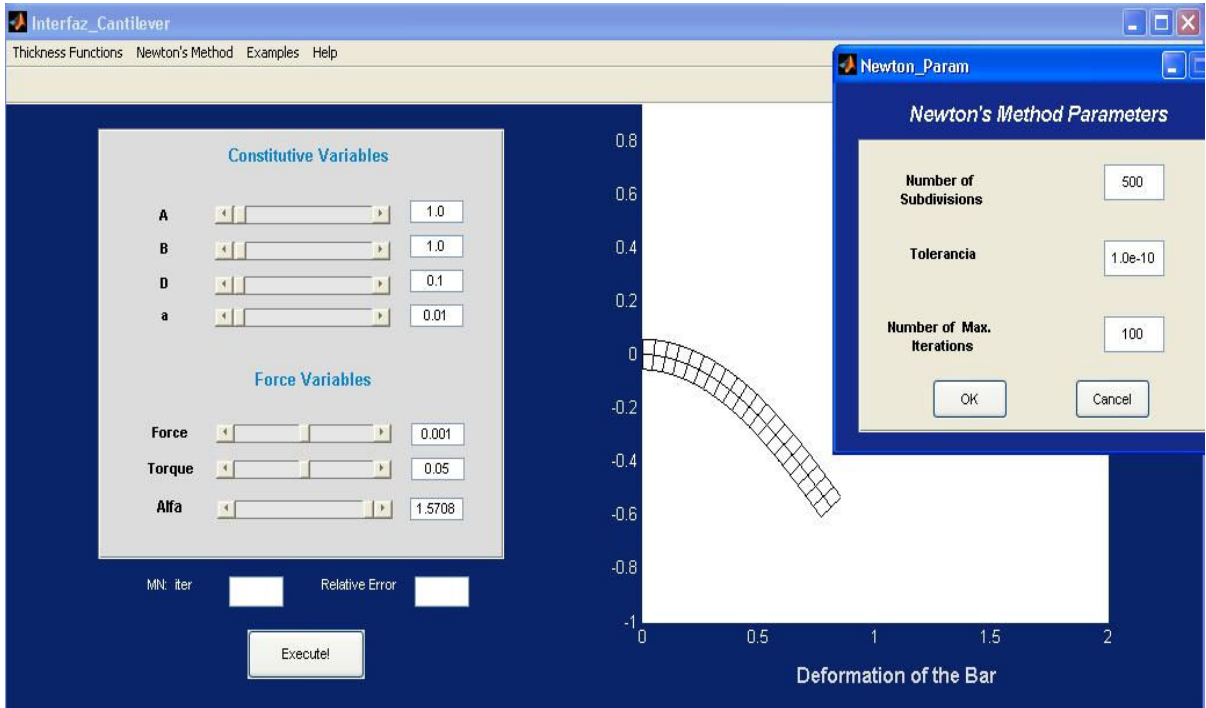 Interfaz_Cantilever
Thickness Functions Newton's Method Examples Help
Constitutive Variables
A 1.0
B 1.0
D 0.1
a 0.01
Force Variables
Force 0.001
Torque 0.05
Alfa 1.5708
MN: iter Relative Error
Execute!
0.8
0.6
0.4
0.2
0
-0.2
-0.4
-0.6
-0.8
-1
0 0.5 1 1.5 2
Deformation of the Bar
Newton_Param
Newton's Method Parameters
Number of
Subdivisions
500
Tolerancia 1.0e-10
Number of Max.
Iterations
100
OK Cancel